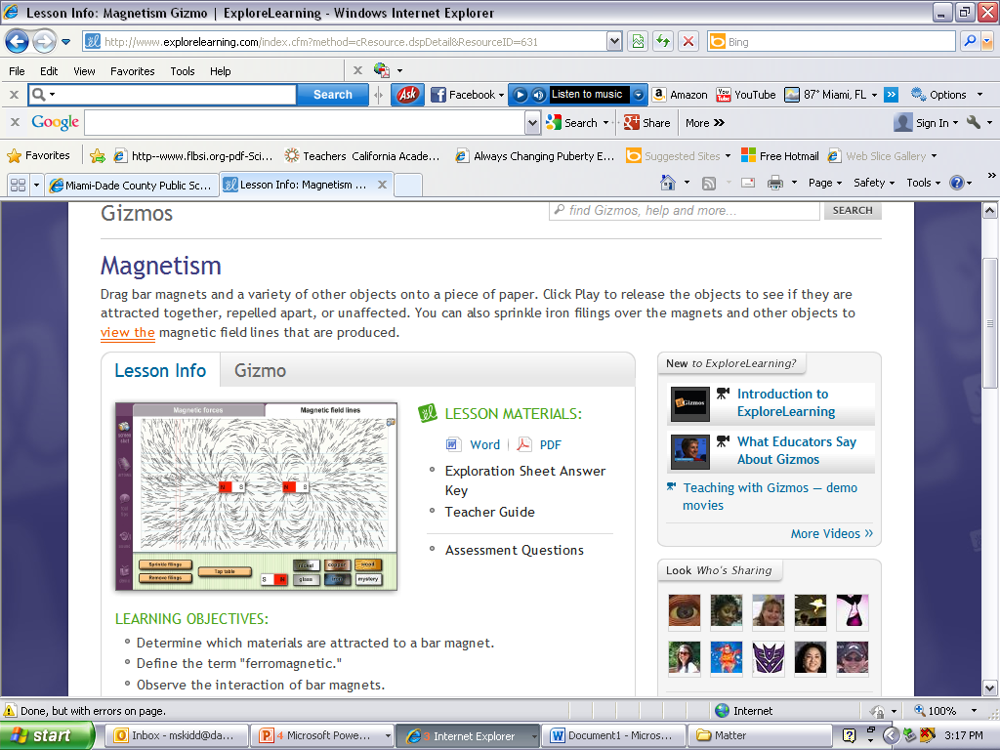 Lesson Info: Magnetism Gizmo | ExploreLearning - Windows Internet Explorer
http://www.explorelearning.com/index.cfm?method=cResource.dspDetail&ResourceID=631
Bing
File Edit View Favorites Tools Help
Search Ask Facebook Listen to music Amazon YouTube 87° Miami, FL Options
Google Search Share More Sign In
Favorites http--www.flbsi.org-pdf-Sci... Teachers California Acade... Always Changing Puberty E... Suggested Sites Free Hotmail Web Slice Gallery
Miami-Dade County Public Sc... Lesson Info: Magnetism ... Page Safety Tools
Gizmos
find Gizmos, help and more...
SEARCH
Magnetism
Drag bar magnets and a variety of other objects onto a piece of paper. Click Play to release the objects to see if they are
attracted together, repelled apart, or unaffected. You can also sprinkle iron filings over the magnets and other objects to
view the magnetic field lines that are produced.
Lesson Info Gizmo
Magnetic forces Magnetic field lines
N S N S
Sprinkle filings
Remove filings
Tap table
nickel copper wood
S N glass iron mystery
LESSON MATERIALS:
Word | PDF
Exploration Sheet Answer
Key
Teacher Guide
Assessment Questions
LEARNING OBJECTIVES:
Determine which materials are attracted to a bar magnet.
Define the term "ferromagnetic."
Observe the interaction of bar magnets.
New to ExploreLearning?
Gizmos
Introduction to
ExploreLearning
What Educators Say
About Gizmos
Teaching with Gizmos — demo
movies
More Videos »
Look Who's Sharing
Done, but with errors on page. Internet 100%
start Inbox - mskidd@da... 4 Microsoft Powe... 3 Internet Explorer Document1 - Micros... Matter 3:17 PM